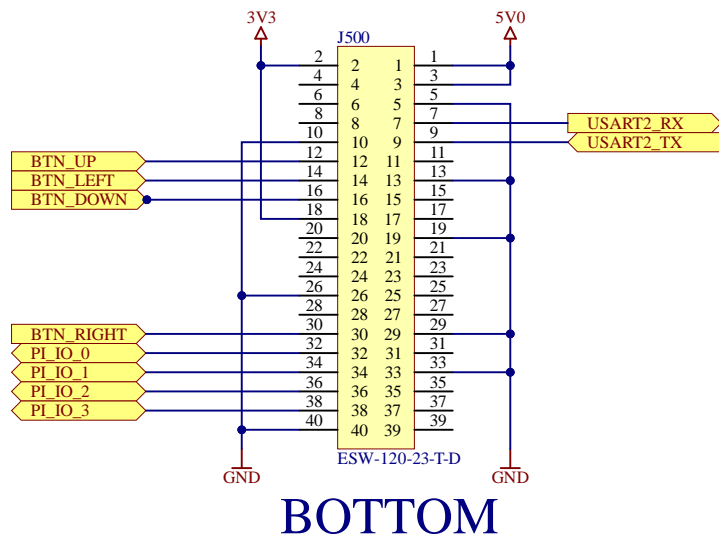 3V3 5V0
J500
2 2 1 1
4 4 3 3
6 6 5 5
8 8 7 7 USART2_RX
10 10 9 9 USART2_TX
BTN_UP 12 12 11 11
BTN_LEFT 14 14 13 13
BTN_DOWN 16 16 15 15
18 18 17 17
20 20 19 19
22 22 21 21
24 24 23 23
26 26 25 25
28 28 27 27
BTN_RIGHT 30 30 29 29
PI_IO_0 32 32 31 31
PI_IO_1 34 34 33 33
PI_IO_2 36 36 35 35
PI_IO_3 38 38 37 37
40 40 39 39
ESW-120-23-T-D
GND GND
BOTTOM